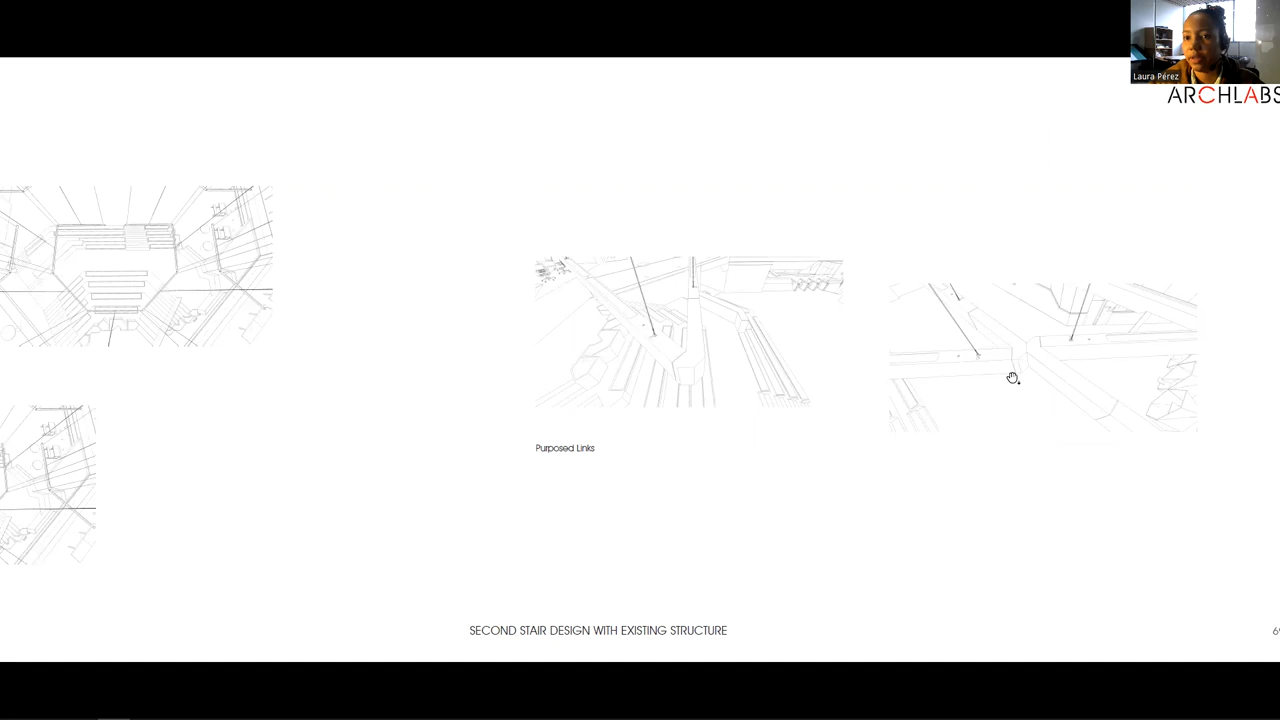 Laura Pérez
ARCHLABS
Purposed Links
SECOND STAIR DESIGN WITH EXISTING STRUCTURE